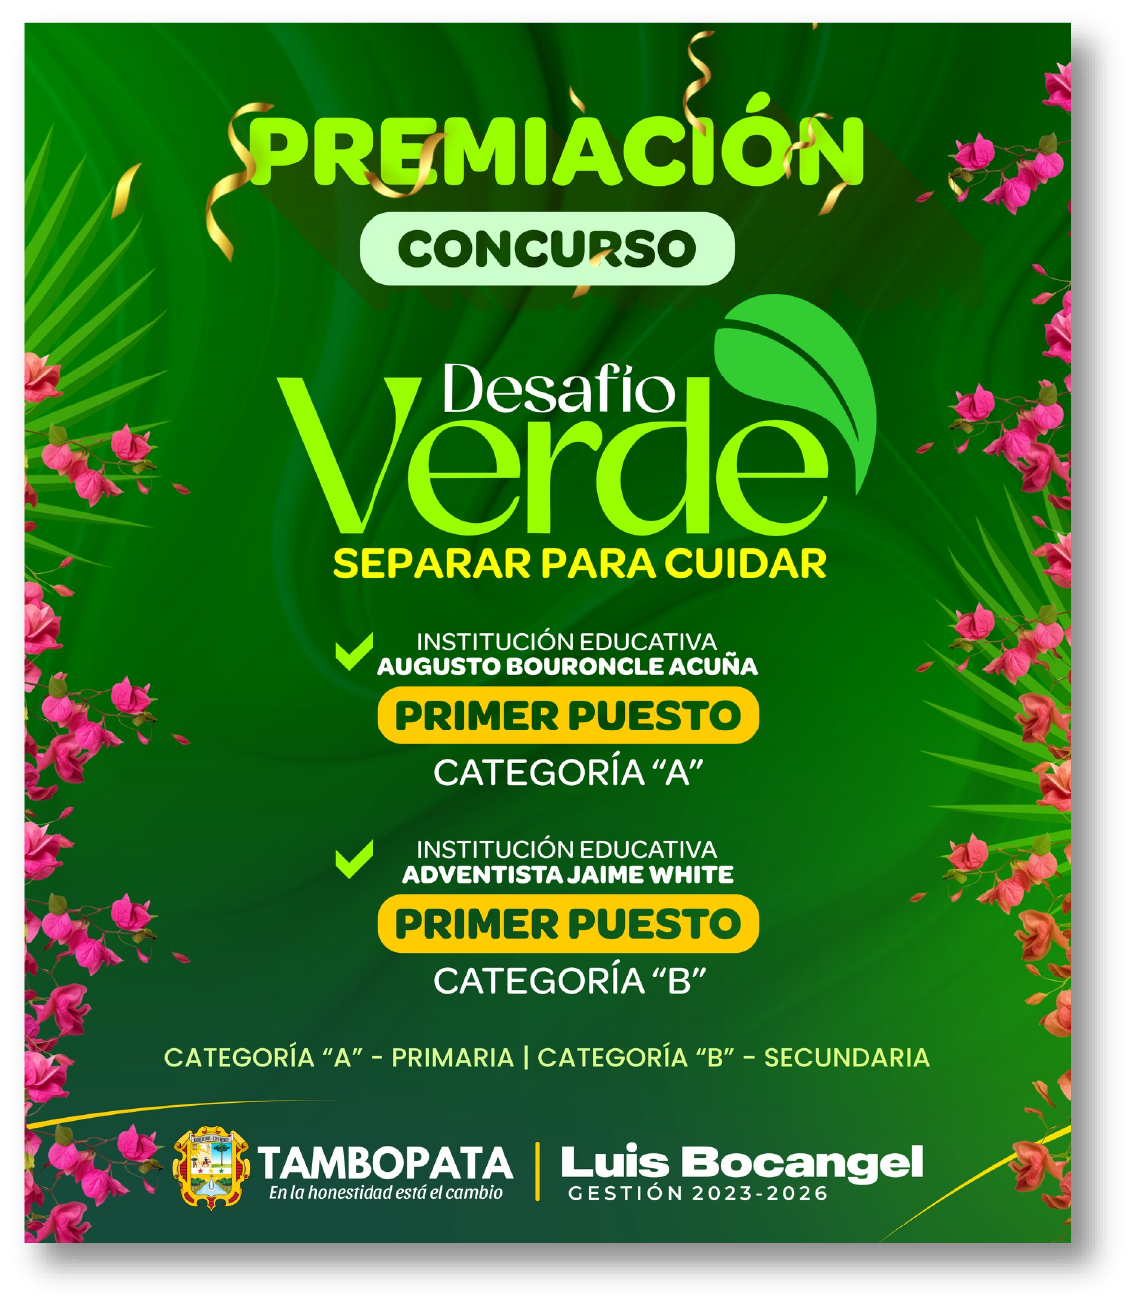 PREMIACIÓN
CONCURSO
Desafío
Verde
SEPARAR PARA CUIDAR
INSTITUCIÓN EDUCATIVA
AUGUSTO BOURONCLE ACUÑA
PRIMER PUESTO
CATEGORÍA “A”
INSTITUCIÓN EDUCATIVA
ADVENTISTA JAIME WHITE
PRIMER PUESTO
CATEGORÍA “B”
CATEGORÍA “A” - PRIMARIA | CATEGORÍA “B” - SECUNDARIA
TAMBOPATA
En la honestidad está el cambio
Luis Bocangel
GESTIÓN 2023-2026